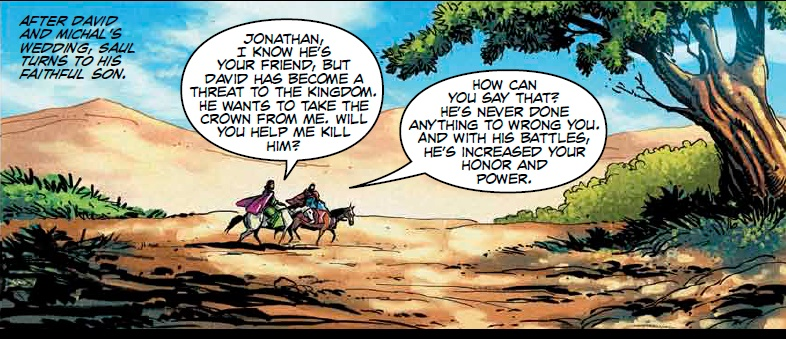 AFTER DAVID
AND MICHAL'S
WEDDING, SAUL
TURNS TO HIS
FAITHFUL SON.
JONATHAN,
I KNOW HE'S
YOUR FRIEND, BUT
DAVID HAS BECOME A
THREAT TO THE KINGDOM.
HE WANTS TO TAKE THE
CROWN FROM ME. WILL
YOU HELP ME KILL
HIM?
HOW CAN
YOU SAY THAT?
HE'S NEVER DONE
ANYTHING TO WRONG YOU.
AND WITH HIS BATTLES,
HE'S INCREASED YOUR
HONOR AND
POWER.